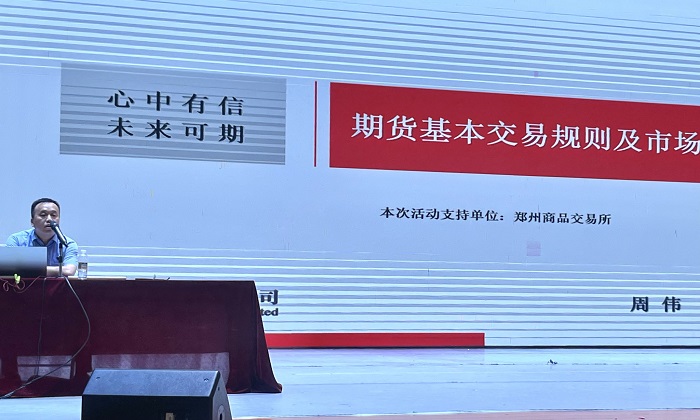 心中有信
未来可期
期货基本交易规则及市场
本次活动支持单位：郑州商品交易所
司
ted
周 伟